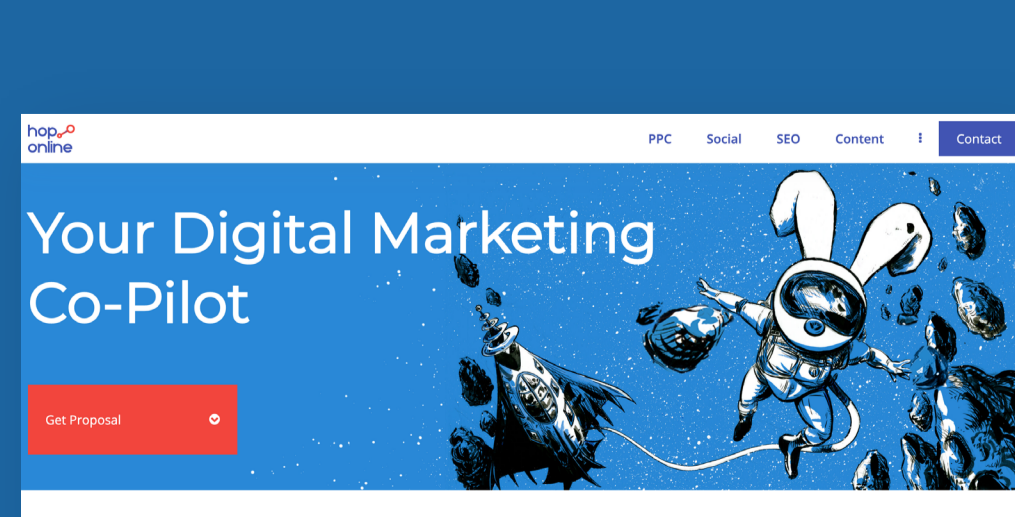 hop
online
PPC Social SEO Content Contact
Your Digital Marketing
Co-Pilot
Get Proposal